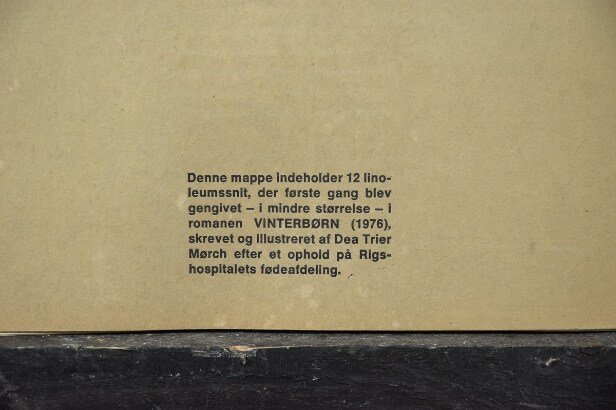 Denne mappe indeholder 12 lino-
leumssnit, der første gang blev
gengivet – i mindre størrelse – i
romanen VINTERBØRN (1976),
skrevet og illustreret af Dea Trier
Mørch efter et ophold på Rigs-
hospitalets fødeafdeling.